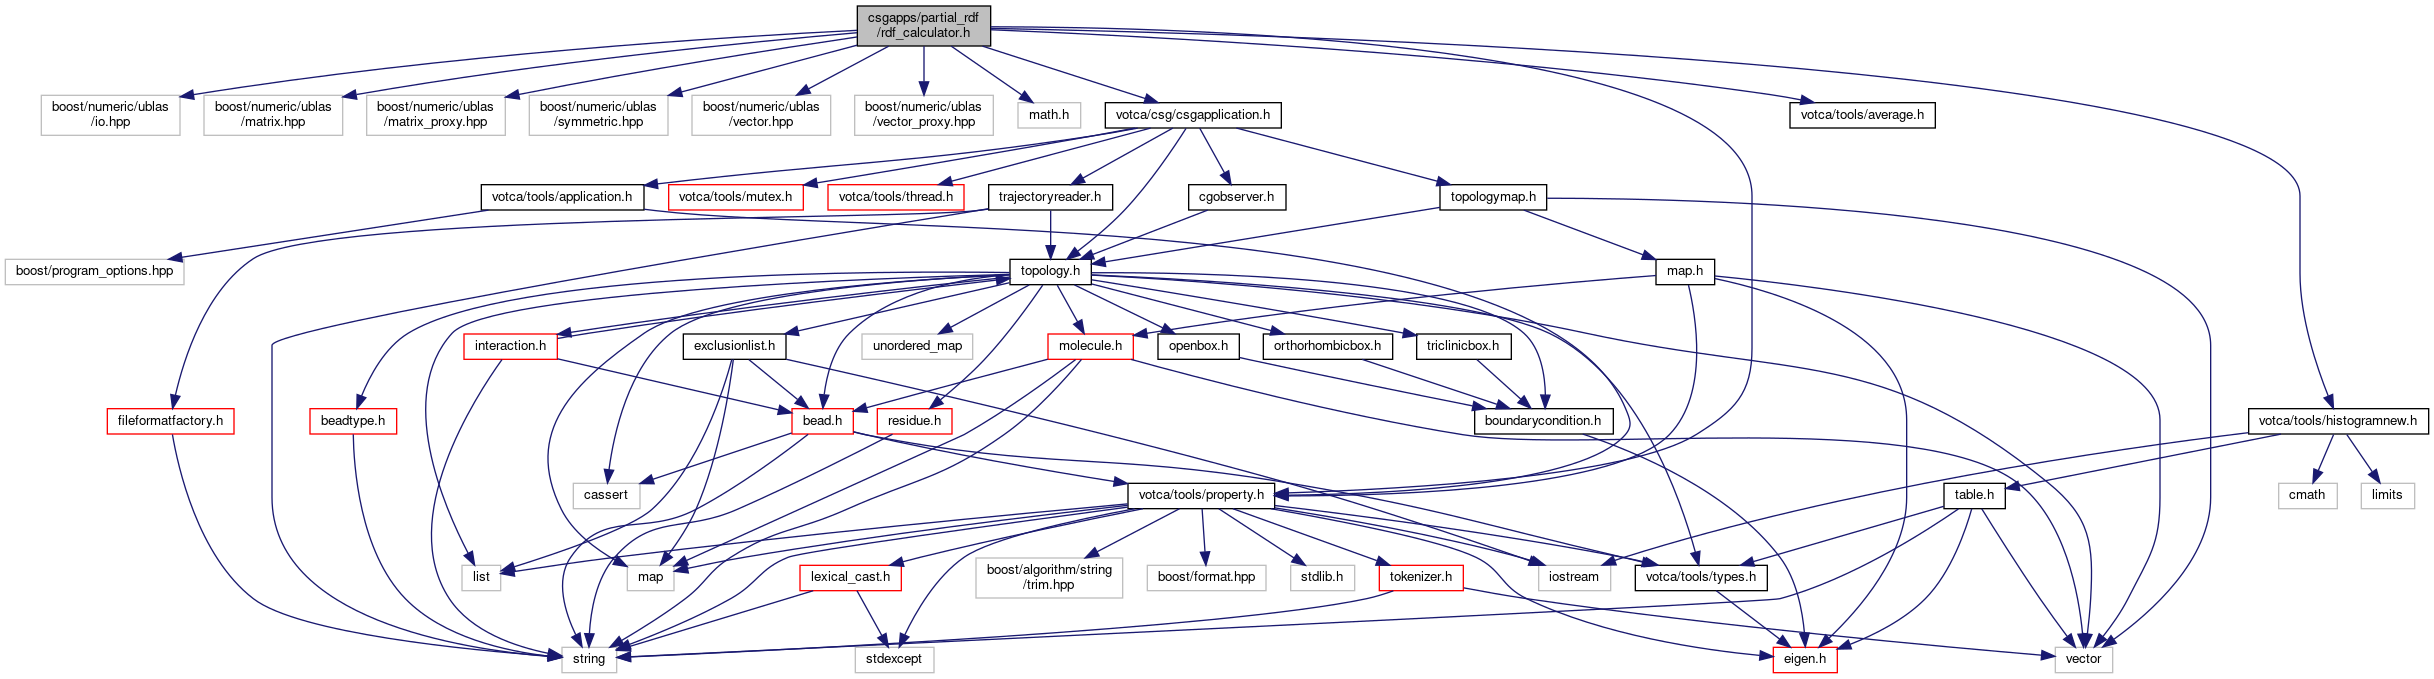 csgapps/partial_rdf
/rdf_calculator.h
boost/numeric/ublas
/io.hpp
boost/numeric/ublas
/matrix.hpp
boost/numeric/ublas
/matrix_proxy.hpp
boost/numeric/ublas
/symmetric.hpp
boost/numeric/ublas
/vector.hpp
boost/numeric/ublas
/vector_proxy.hpp
math.h
votca/csg/csgapplication.h
votca/tools/average.h
votca/tools/application.h
votca/tools/mutex.h
votca/tools/thread.h
trajectoryreader.h
cgobserver.h
topologymap.h
boost/program_options.hpp
topology.h
map.h
interaction.h
exclusionlist.h
unordered_map
molecule.h
openbox.h
orthorhombicbox.h
triclinicbox.h
fileformatfactory.h
beadtype.h
bead.h
residue.h
boundarycondition.h
votca/tools/histogramnew.h
cassert
votca/tools/property.h
table.h
cmath
limits
list
map
lexical_cast.h
boost/algorithm/string
/trim.hpp
boost/format.hpp
stdlib.h
tokenizer.h
iostream
votca/tools/types.h
string
stdexcept
eigen.h
vector